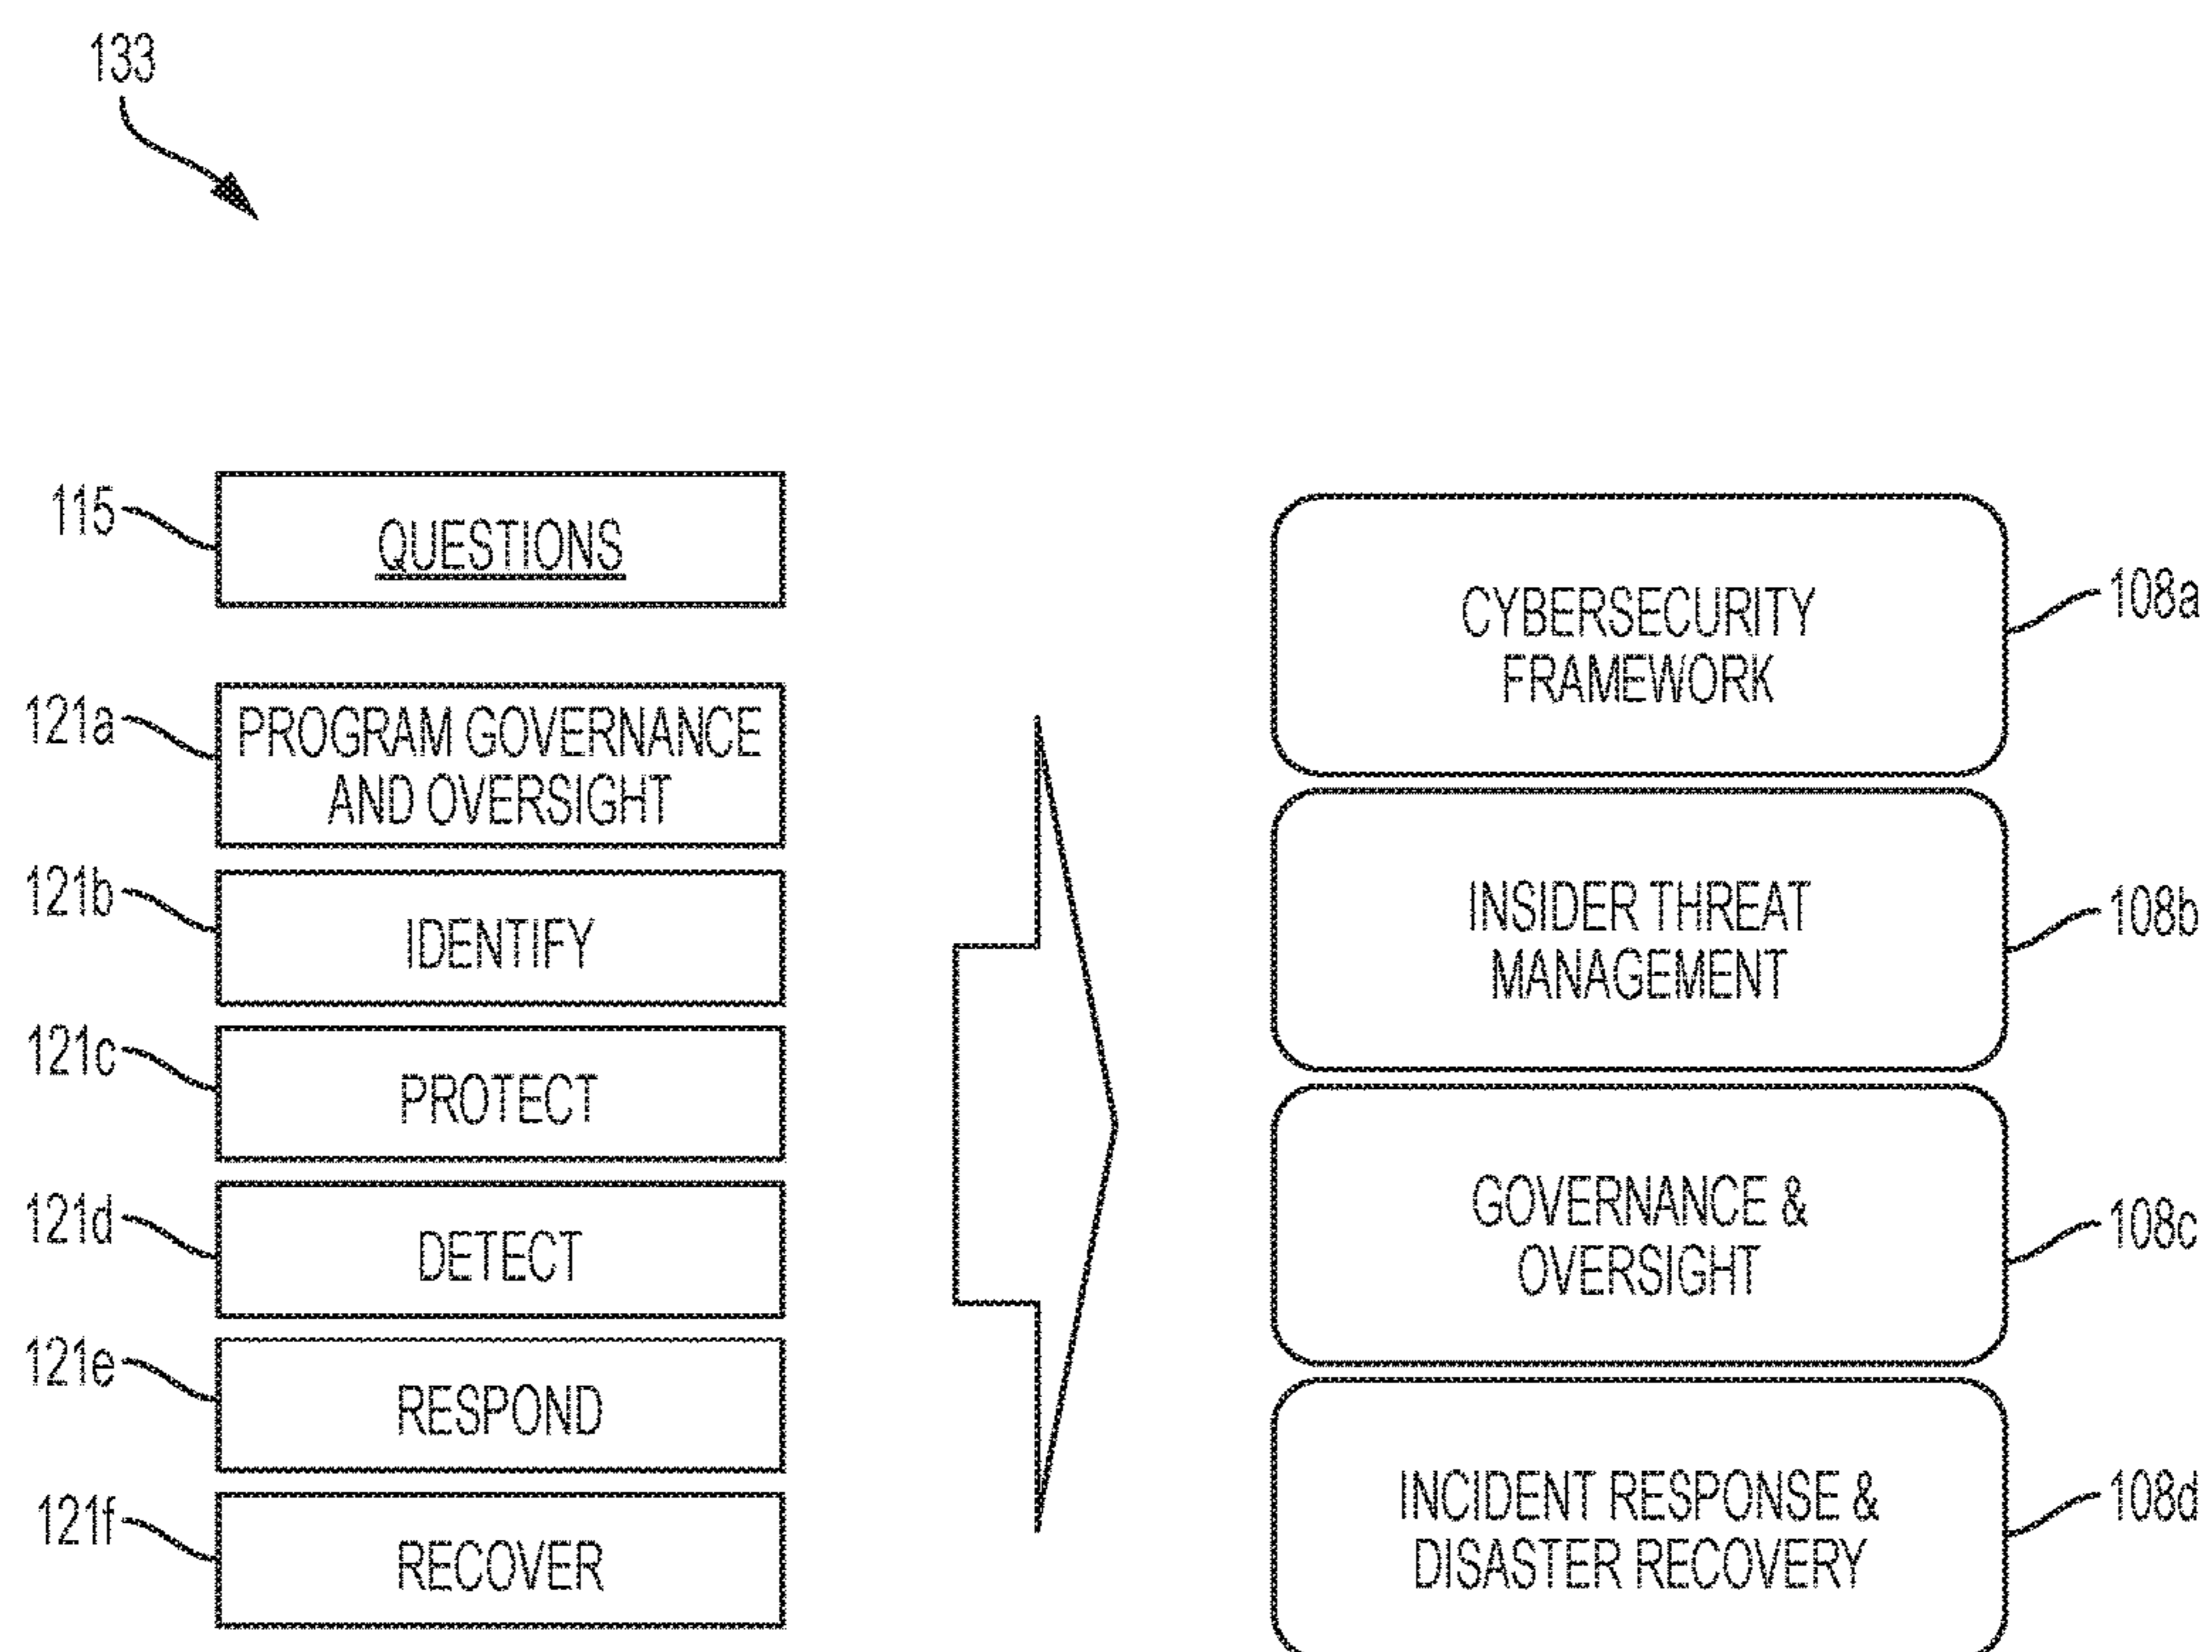 133
115
QUESTIONS
121a
PROGRAM GOVERNANCE
AND OVERSIGHT
121b
IDENTIFY
121c
PROTECT
121d
DETECT
121e
RESPOND
121f
RECOVER
CYBERSECURITY
FRAMEWORK
108a
INSIDER THREAT
MANAGEMENT
108b
GOVERNANCE &
OVERSIGHT
108c
INCIDENT RESPONSE &
DISASTER RECOVERY
108d